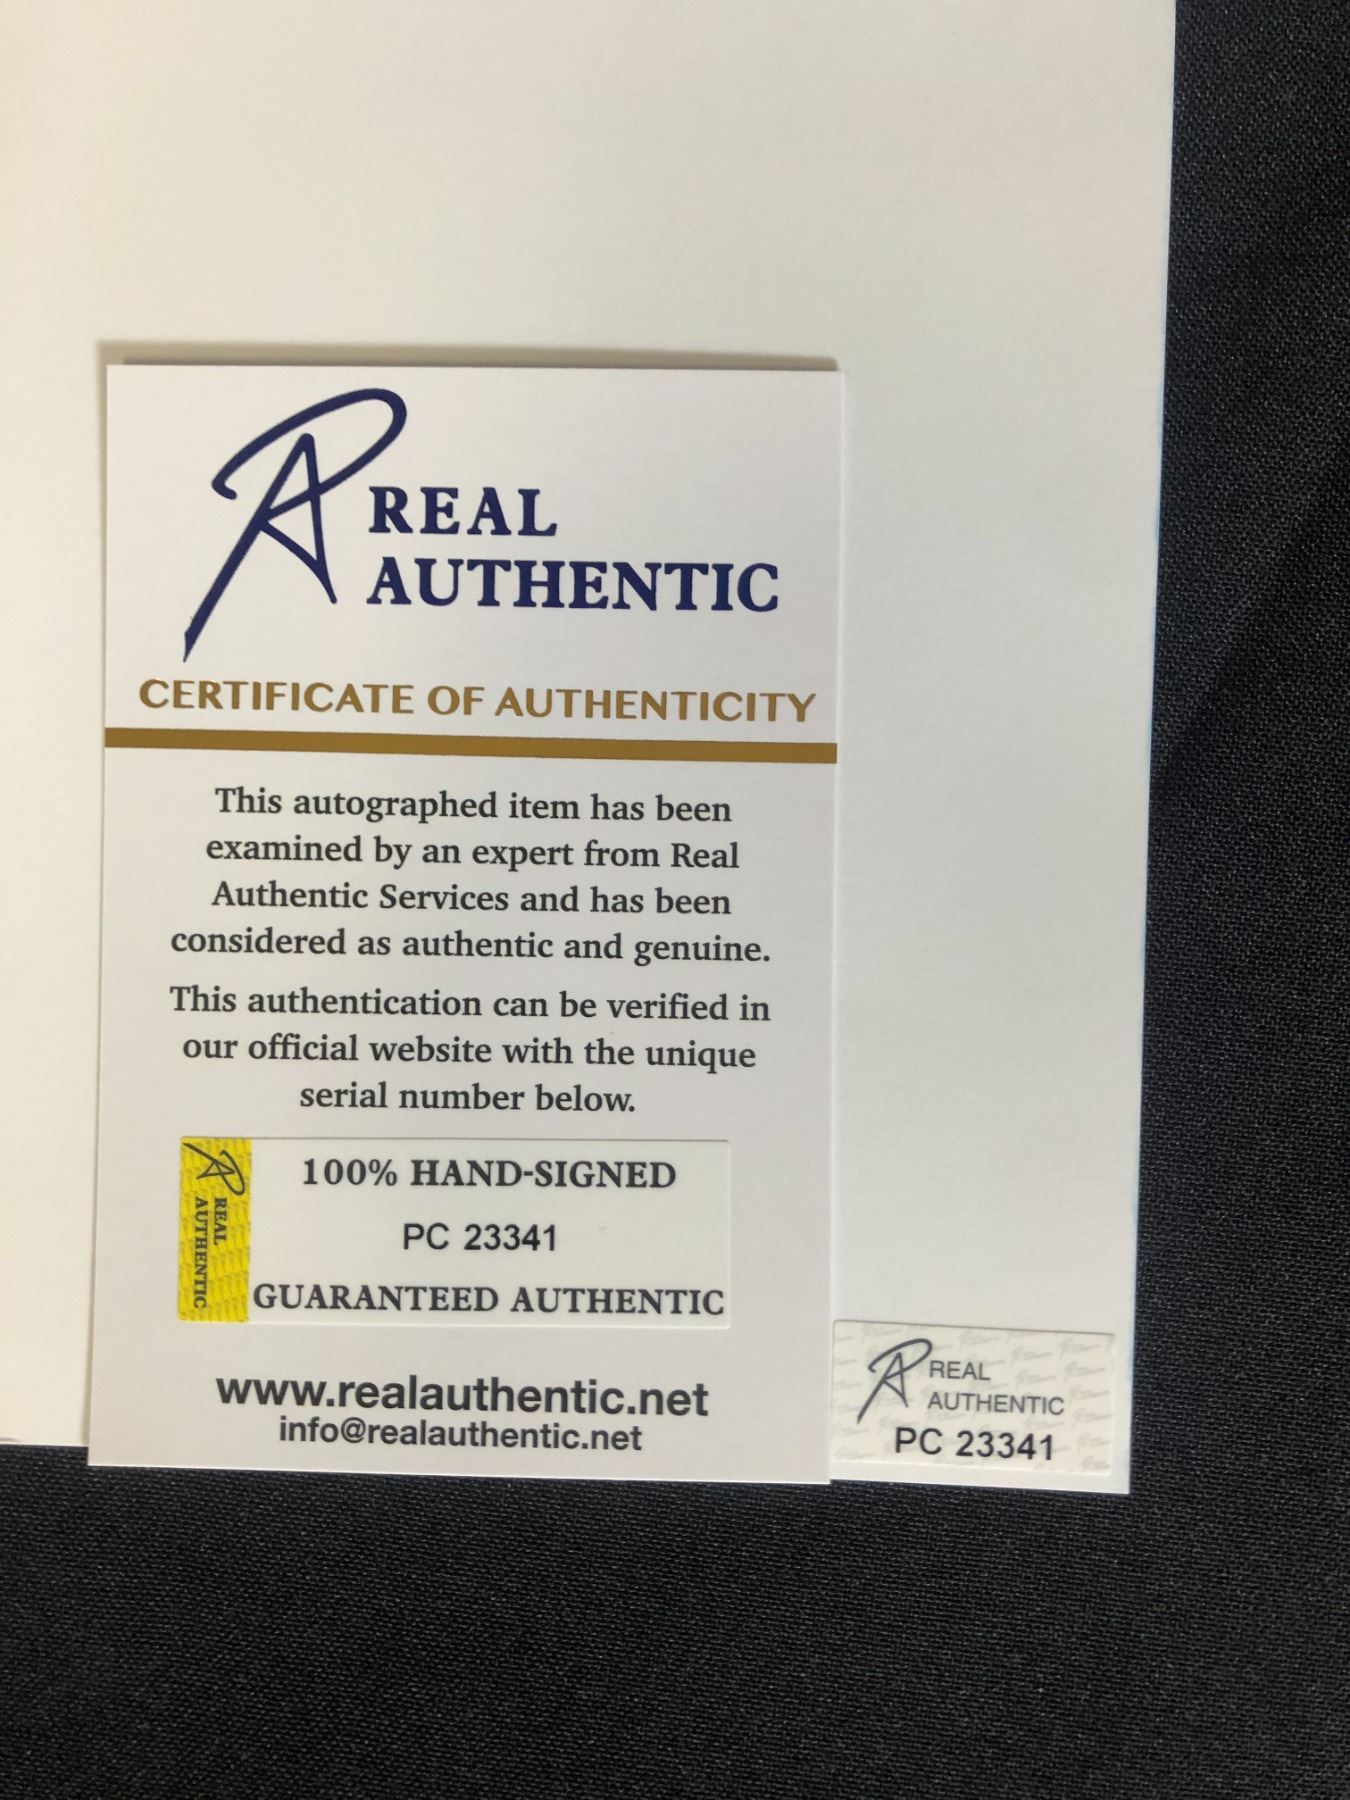 REAL
AUTHENTIC
CERTIFICATE OF AUTHENTICITY
This autographed item has been
examined by an expert from Real
Authentic Services and has been
considered as authentic and genuine.
This authentication can be verified in
our official website with the unique
serial number below.
REAL
AUTHENTIC
100% HAND-SIGNED
PC 23341
GUARANTEED AUTHENTIC
www.realauthentic.net
info@realauthentic.net
REAL
AUTHENTIC
PC 23341